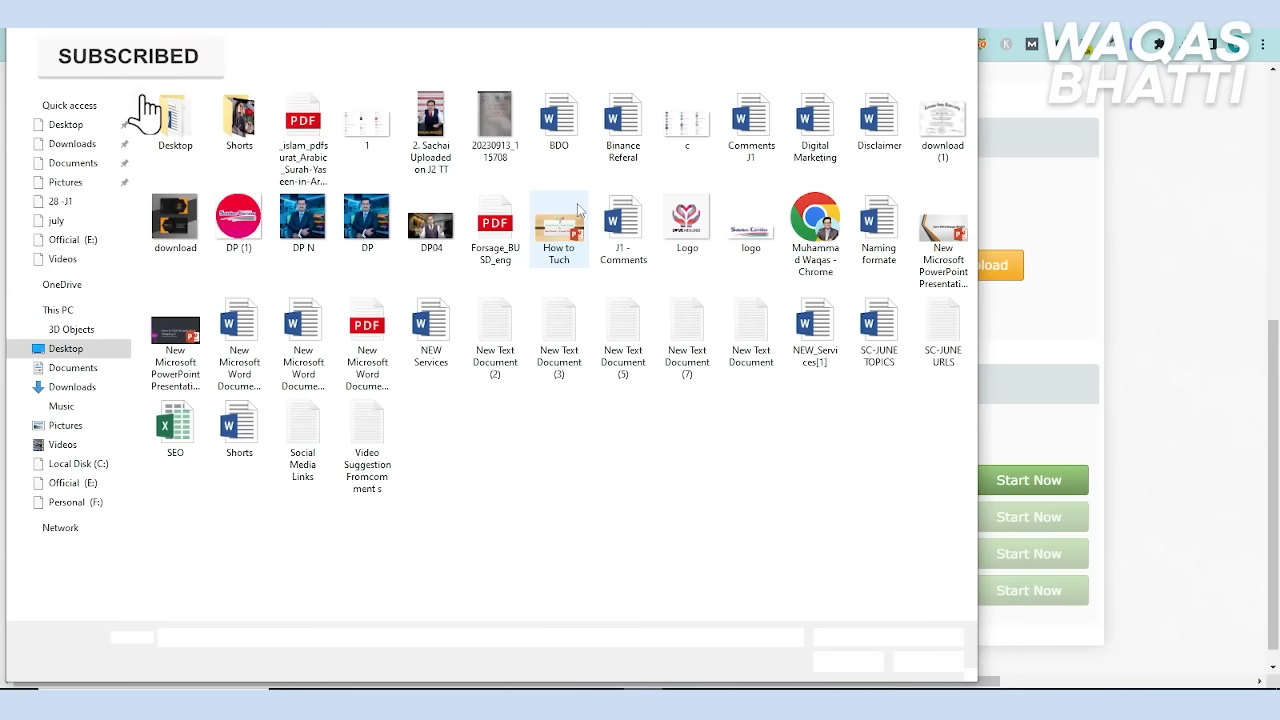 WAQAS
BHATTI
SUBSCRIBED
Quick access
Desktop
Downloads
Documents
Pictures
28 -J1
july
Official (E:)
Videos
OneDrive
This PC
3D Objects
Desktop
Documents
Downloads
Music
Pictures
Videos
Local Disk (C:)
Official (E:)
Personal (F:)
Network
Desktop
Shorts
PDF
_islam_pdfs
urat_Arabic
_Surah-Yas
een-in-Ar...
1
2. Sachai
Uploaded
on J2 TT
20230913_1
15708
BDO
Binance
Referal
c
Comments
J1
Digital
Marketing
Disclaimer
download
(1)
download
DP (1)
DP N
DP
DP04
PDF
Forsage_BU
SD_eng
How to
Tuch
J1 -
Comments
Logo
logo
Muhamma
d Waqas -
Chrome
Naming
formate
New
Microsoft
PowerPoint
Presentati...
New
Microsoft
PowerPoint
Presentati...
New
Microsoft
Word
Docume...
New
Microsoft
Word
Docume...
PDF
New
Microsoft
Word
Docume...
NEW
Services
New Text
Document
(2)
New Text
Document
(3)
New Text
Document
(5)
New Text
Document
(7)
New Text
Document
NEW_Servi
ces[1]
SC-JUNE
TOPICS
SC-JUNE
URLS
SEO
Shorts
Social
Media
Links
Video
Suggestion
Fromcom
ment s
load
Start Now
Start Now
Start Now
Start Now